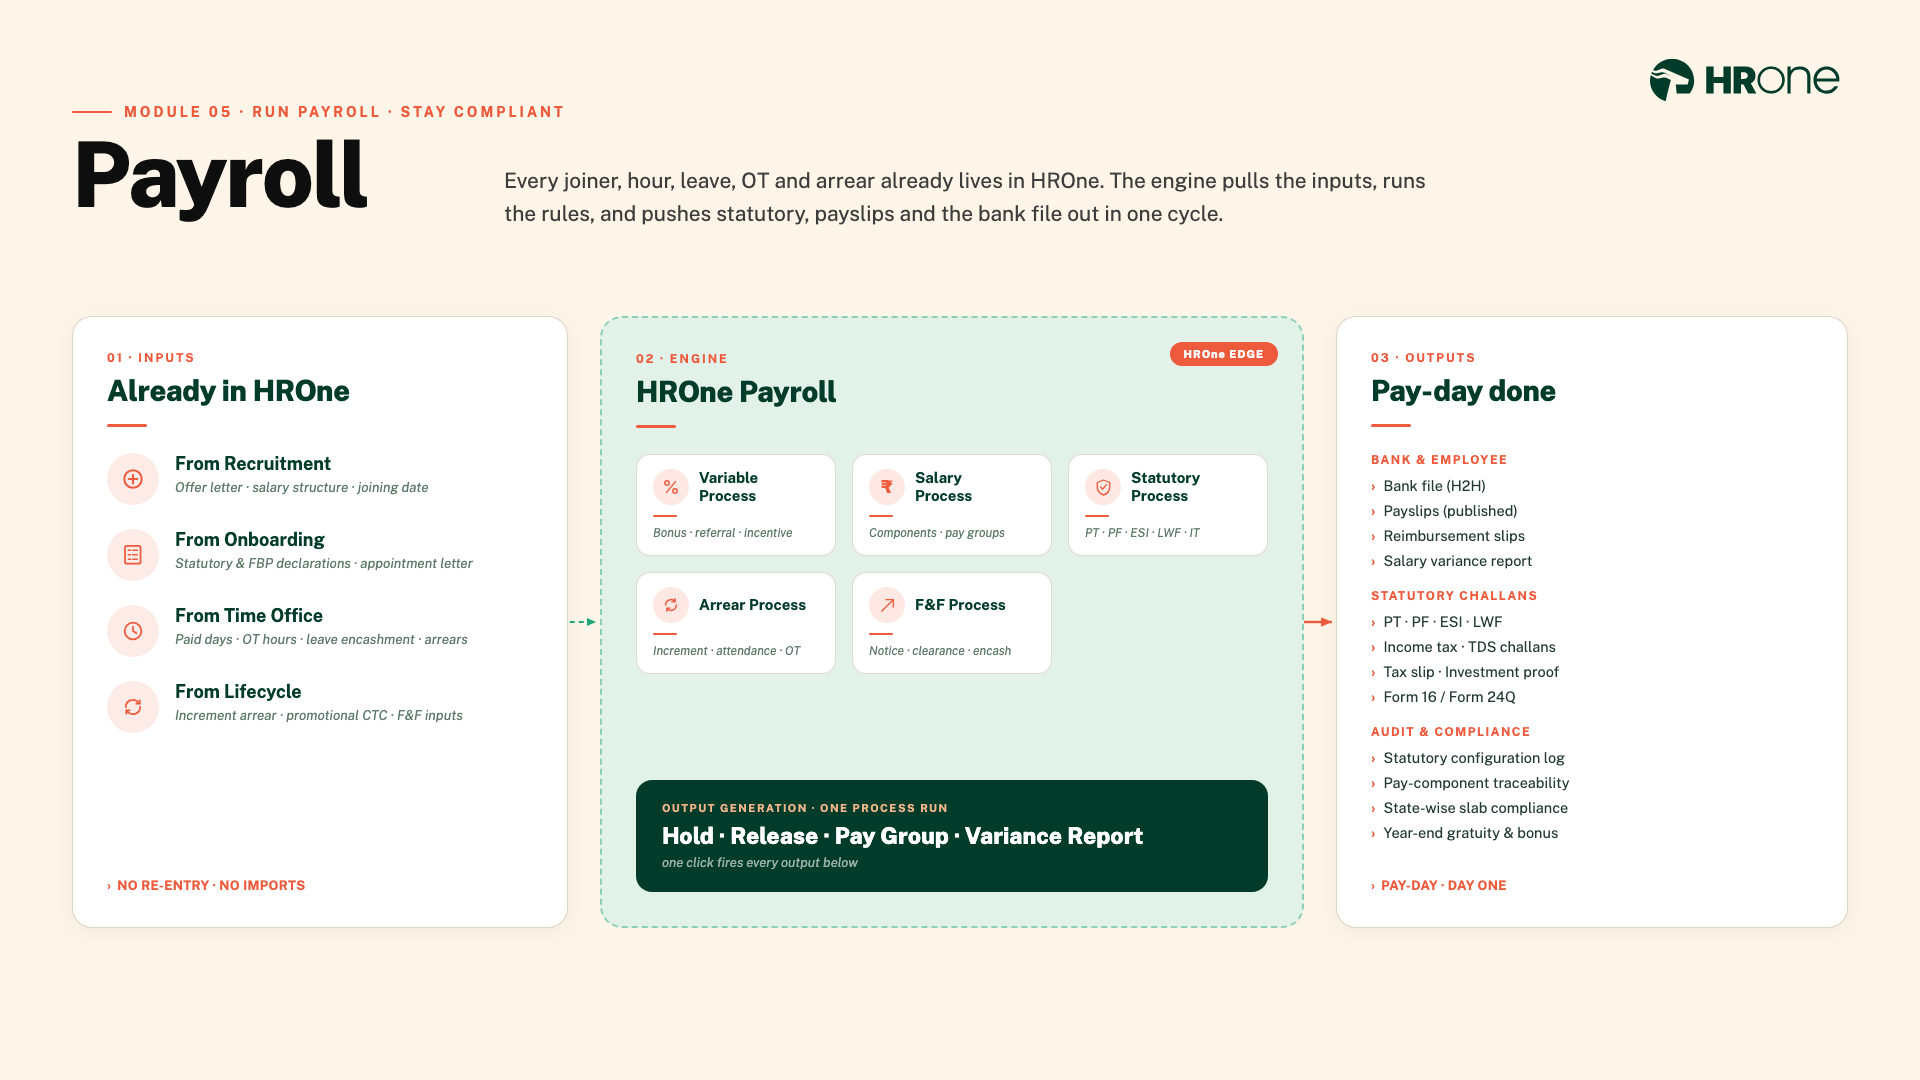 HRone
MODULE 05 · RUN PAYROLL · STAY COMPLIANT
Payroll
Every joiner, hour, leave, OT and arrear already lives in HROne. The engine pulls the inputs, runs
the rules, and pushes statutory, payslips and the bank file out in one cycle.
01 · INPUTS
Already in HROne
From Recruitment
Offer letter · salary structure · joining date
From Onboarding
Statutory & FBP declarations · appointment letter
From Time Office
Paid days · OT hours · leave encashment · arrears
From Lifecycle
Increment arrear · promotional CTC · F&F inputs
› NO RE-ENTRY · NO IMPORTS
02 · ENGINE
HROne EDGE
HROne Payroll
Variable
Process
Bonus · referral · incentive
₹
Salary
Process
Components · pay groups
Statutory
Process
PT · PF · ESI · LWF · IT
Arrear Process
Increment · attendance · OT
F&F Process
Notice · clearance · encash
OUTPUT GENERATION · ONE PROCESS RUN
Hold · Release · Pay Group · Variance Report
one click fires every output below
03 · OUTPUTS
Pay-day done
BANK & EMPLOYEE
› Bank file (H2H)
› Payslips (published)
› Reimbursement slips
› Salary variance report
STATUTORY CHALLANS
› PT · PF · ESI · LWF
› Income tax · TDS challans
› Tax slip · Investment proof
› Form 16 / Form 24Q
AUDIT & COMPLIANCE
› Statutory configuration log
› Pay-component traceability
› State-wise slab compliance
› Year-end gratuity & bonus
› PAY-DAY · DAY ONE